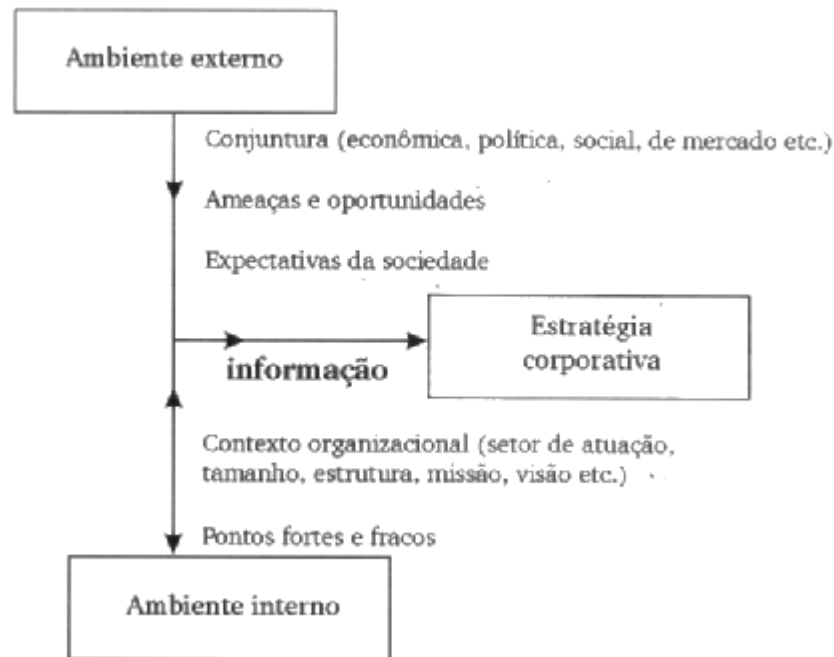 Ambiente externo
Conjuntura (econômica, política, social, de mercado etc.)
Ameaças e oportunidades
Expectativas da sociedade
Estratégia
corporativa
informação
Contexto organizacional (setor de atuação,
tamanho, estrutura, missão, visão etc.)
Pontos fortes e fracos
Ambiente interno